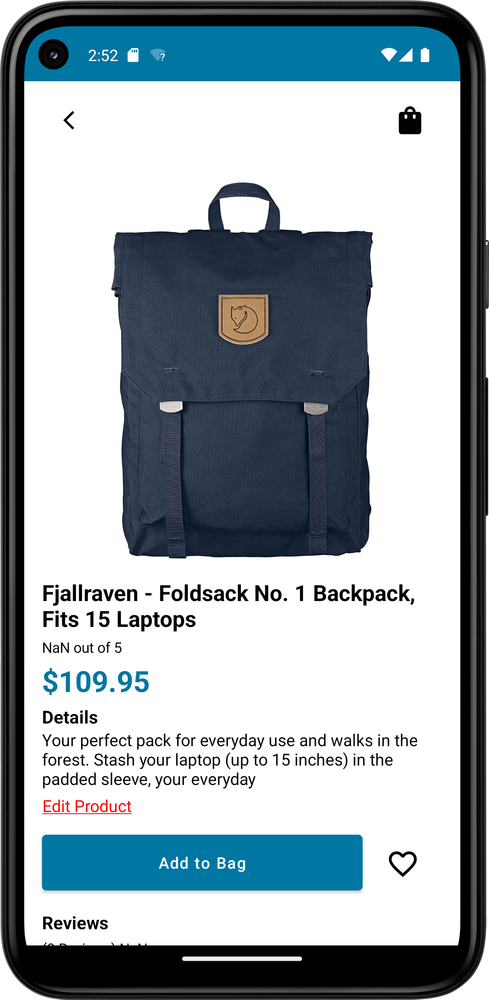 2:52
Fjallraven - Foldsack No. 1 Backpack,
Fits 15 Laptops
NaN out of 5
$109.95
Details
Your perfect pack for everyday use and walks in the
forest. Stash your laptop (up to 15 inches) in the
padded sleeve, your everyday
Edit Product
Add to Bag
Reviews